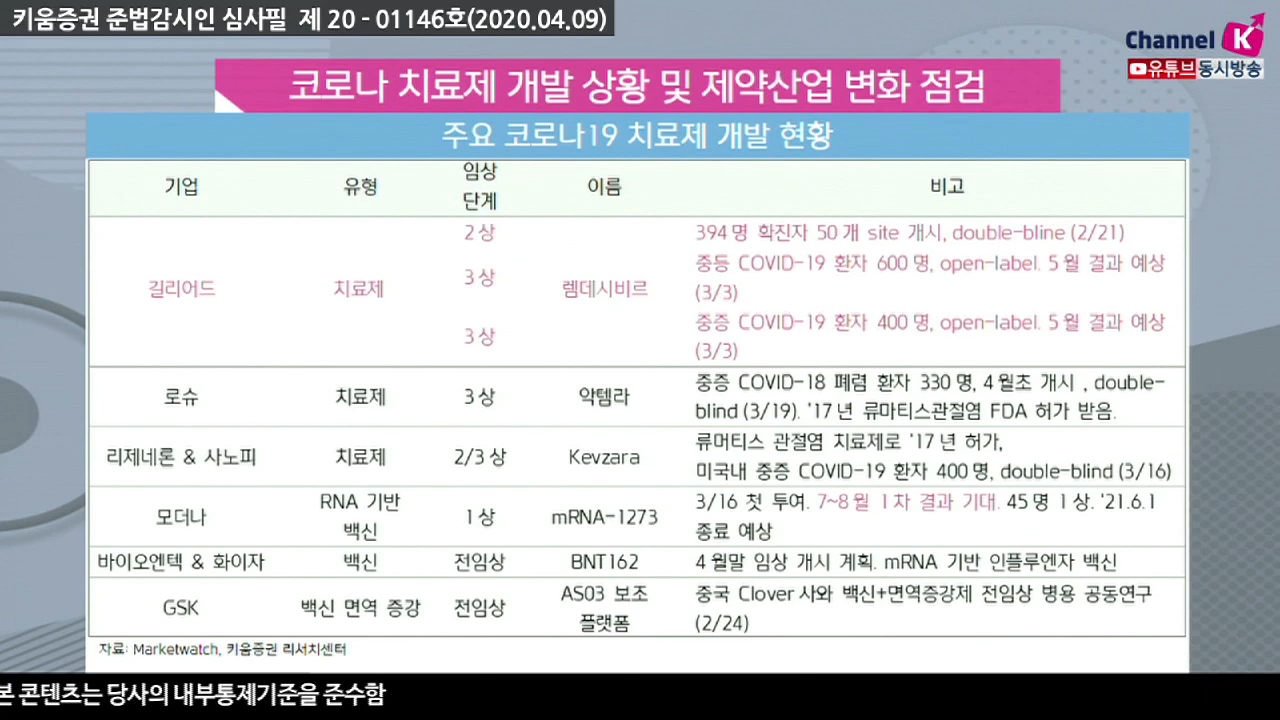 키움증권 준법감시인 심사필 제 20 - 01146호(2020.04.09)
Channel K
유튜브동시방송
코로나 치료제 개발 상황 및 제약산업 변화 점검
주요 코로나19 치료제 개발 현황
기업 유형 임상 단계 이름 비고
길리어드 치료제 렘데시비르
2상 394명 확진자 50개 site 개시, double-bline (2/21)
3상 중등 COVID-19 환자 600명, open-label. 5월 결과 예상
(3/3)
3상 중증 COVID-19 환자 400명, open-label. 5월 결과 예상
(3/3)
로슈 치료제 3상 악템라 중증 COVID-18 폐렴 환자 330명, 4월초 개시 , double-
blind (3/19). '17년 류마티스관절염 FDA 허가 받음.
리제네론 & 사노피 치료제 2/3상 Kevzara 류머티스 관절염 치료제로 '17년 허가,
미국내 중증 COVID-19 환자 400명, double-blind (3/16)
모더나 RNA 기반 백신 1상 mRNA-1273 3/16 첫 투여. 7~8월 1차 결과 기대. 45명 1상. '21.6.1
종료 예상
바이오엔텍 & 화이자 백신 전임상 BNT162 4월말 임상 개시 계획. mRNA 기반 인플루엔자 백신
GSK 백신 면역 증강 전임상 AS03 보조 플랫폼 중국 Clover사와 백신+면역증강제 전임상 병용 공동연구
(2/24)
자료: Marketwatch, 키움증권 리서치센터
본 콘텐츠는 당사의 내부통제기준을 준수함